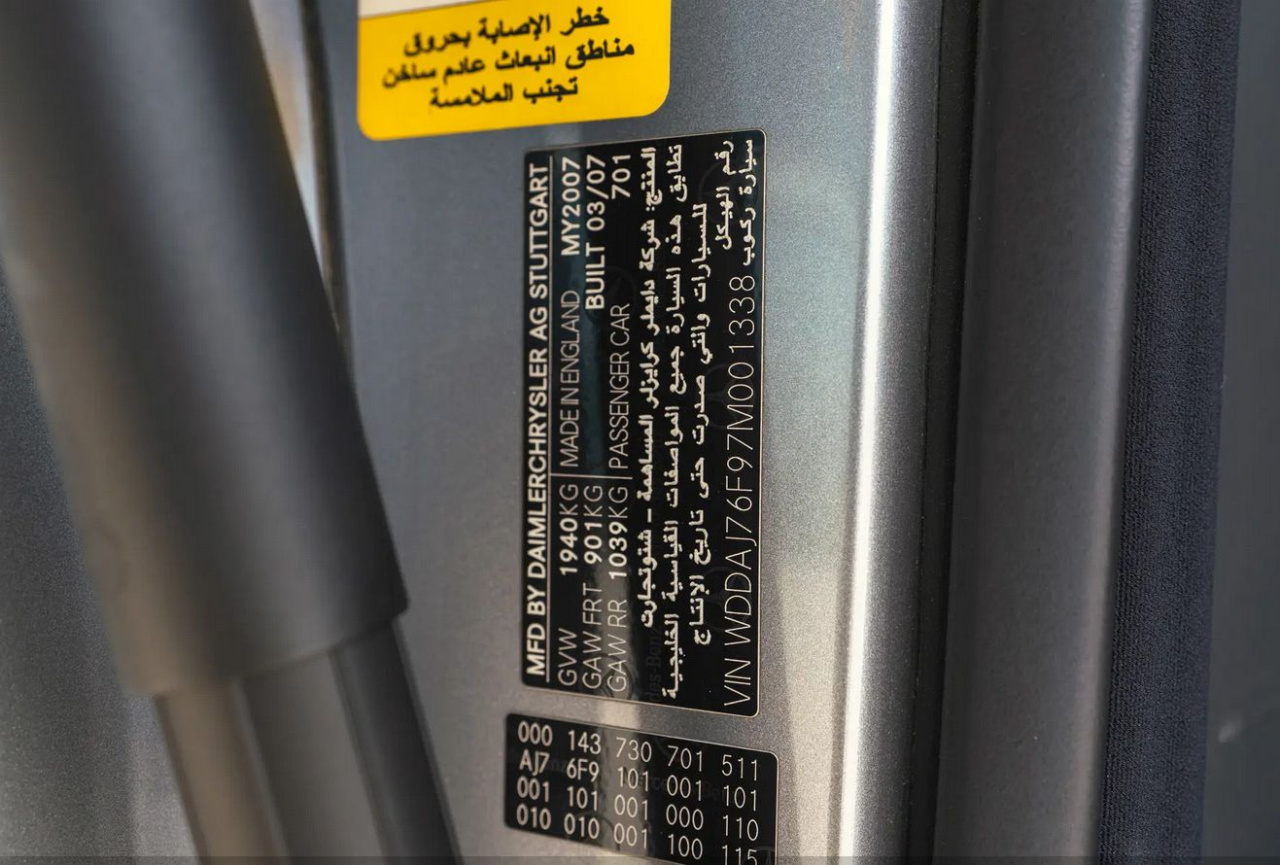 خطر الإصابة بحروق
مناطق انبعاث عادم ساخن
تجنب الملامسة
MFD BY DAIMLERCHRYSLER AG STUTTGART
GVW 1940KG MADE IN ENGLAND MY2007
GAW FRT 901KG BUILT 03/07
GAW RR 1039KG PASSENGER CAR 701
المنتج: شركة دايملر كرايزلر المساهمة - شتوتجارت
تطابق هذه السيارة جميع المواصفات القياسية الخليجية
للسيارات والتي صدرت حتى تاريخ الإنتاج
رقم الهيكل
سيارة ركوب
VIN WDDAJ76F97M001338
000 143 730 701 511
AJ7 6F9 101 001 101
001 101 001 000 110
010 010 001 100 115